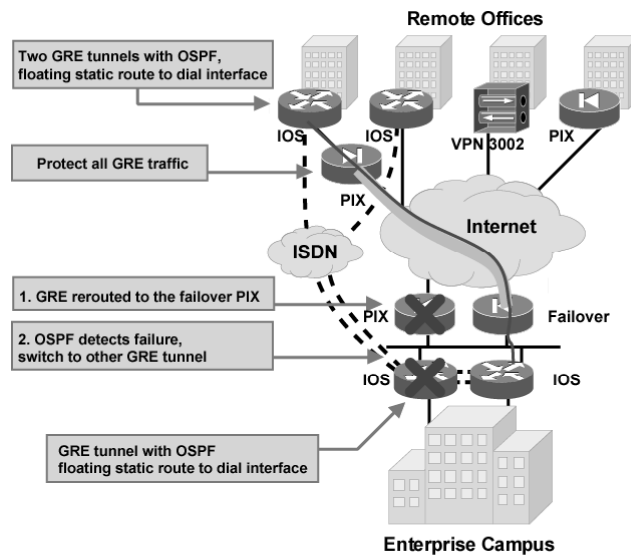 Remote Offices
Two GRE tunnels with OSPF,
floating static route to dial interface
IOS
IOS
VPN 3002
PIX
Protect all GRE traffic
PIX
Internet
ISDN
1. GRE rerouted to the failover PIX
PIX
Failover
2. OSPF detects failure,
switch to other GRE tunnel
IOS
IOS
GRE tunnel with OSPF
floating static route to dial interface
Enterprise Campus